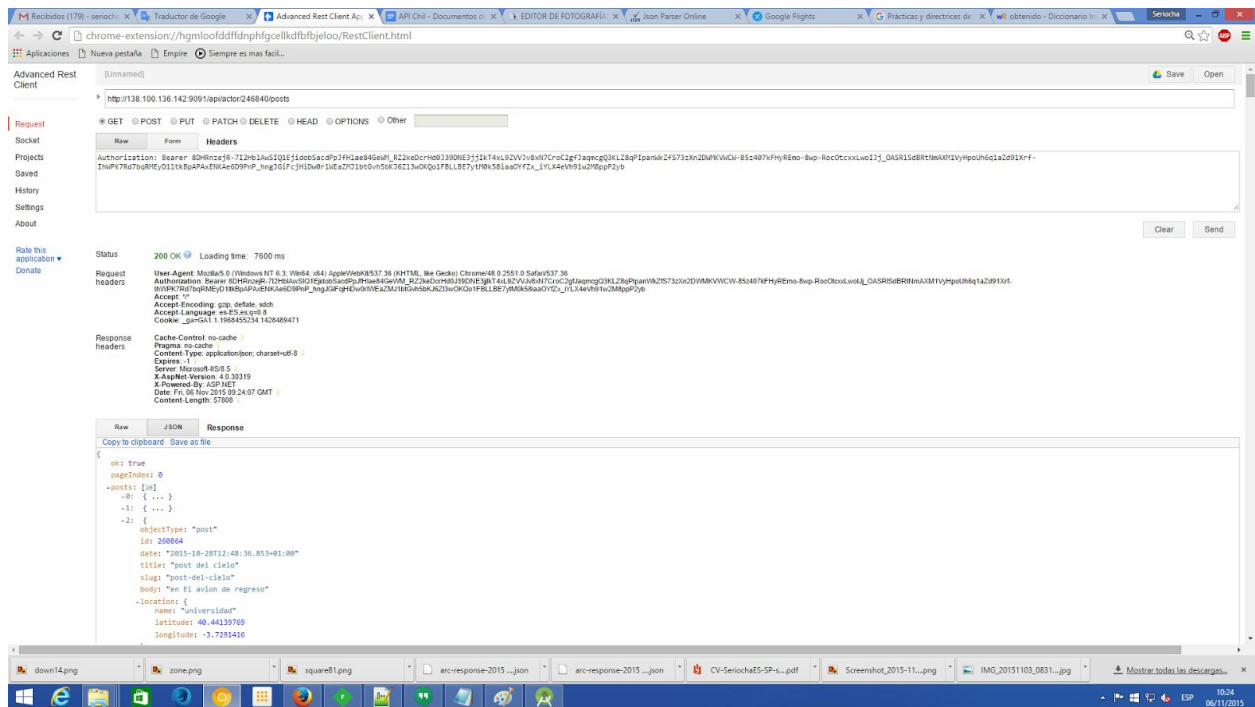 Recibidos (179) - seriocha
Traductor de Google
Advanced Rest Client App
API Chil - Documentos de
EDITOR DE FOTOGRAFÍA
Json Parser Online
Google Flights
Prácticas y directrices de
obtenido - Diccionario In
Seriocha
chrome-extension://hgmloofddffdnphfgcellkdfbfbjeloo/RestClient.html
Aplicaciones Nueva pestaña Empire Siempre es mas facil...
Advanced Rest Client
[Unnamed]
Save Open
http://138.100.136.142:9091/api/actor/246840/posts
Request
Socket
Projects
Saved
History
Settings
About
Rate this application
Donate
GET POST PUT PATCH DELETE HEAD OPTIONS Other
Raw Form Headers
Authorization: Bearer
Clear Send
Status 200 OK Loading time: 7600 ms
Request headers
User-Agent: Mozilla/5.0 (Windows NT 6.3; Win64; x64) AppleWebKit/537.36 (KHTML, like Gecko) Chrome/48.0.2551.0 Safari/537.36
Authorization: Bearer
Accept: */*
Accept-Encoding: gzip, deflate, sdch
Accept-Language: es-ES,es;q=0.8
Cookie: _ga=GA1.1.1968455234.1428489471
Response headers
Cache-Control: no-cache
Pragma: no-cache
Content-Type: application/json; charset=utf-8
Expires: -1
Server: Microsoft-IIS/8.5
X-AspNet-Version: 4.0.30319
X-Powered-By: ASP.NET
Date: Fri, 06 Nov 2015 09:24:07 GMT
Content-Length: 57808
Raw JSON Response
Copy to clipboard Save as file
{
ok: true
pageIndex: 0
-posts: [20]
-0: { ... }
-1: { ... }
-2: {
objectType: "post"
id: 260864
date: "2015-10-28T12:48:36.853+01:00"
title: "post del cielo"
slug: "post-del-cielo"
body: "en El avion de regreso"
-location: {
name: "universidad"
latitude: 40.44139769
longitude: -3.7291416
down14.png
zone.png
square81.png
arc-response-2015 ....json
arc-response-2015 ....json
CV-SeriochaES-SP-s....pdf
Screenshot_2015-11....png
IMG_20151103_0831....jpg
Mostrar todas las descargas...
ESP
10:24
06/11/2015